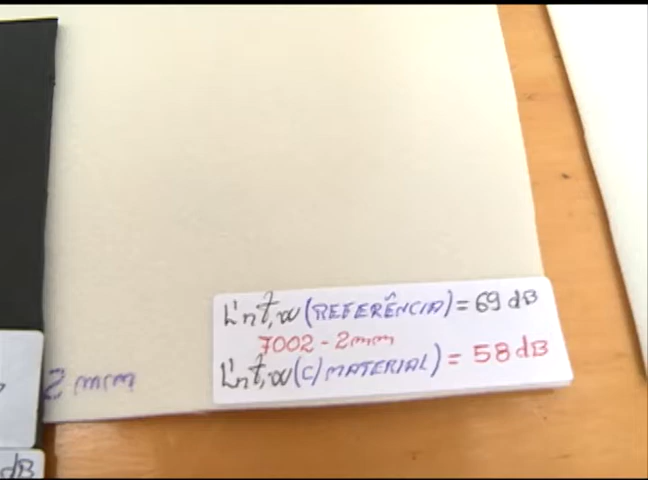 L'nT,w (REFERÊNCIA) = 69 dB
7002 - 2mm
L'nT,w (C/ MATERIAL) = 58 dB
2 mm
dB